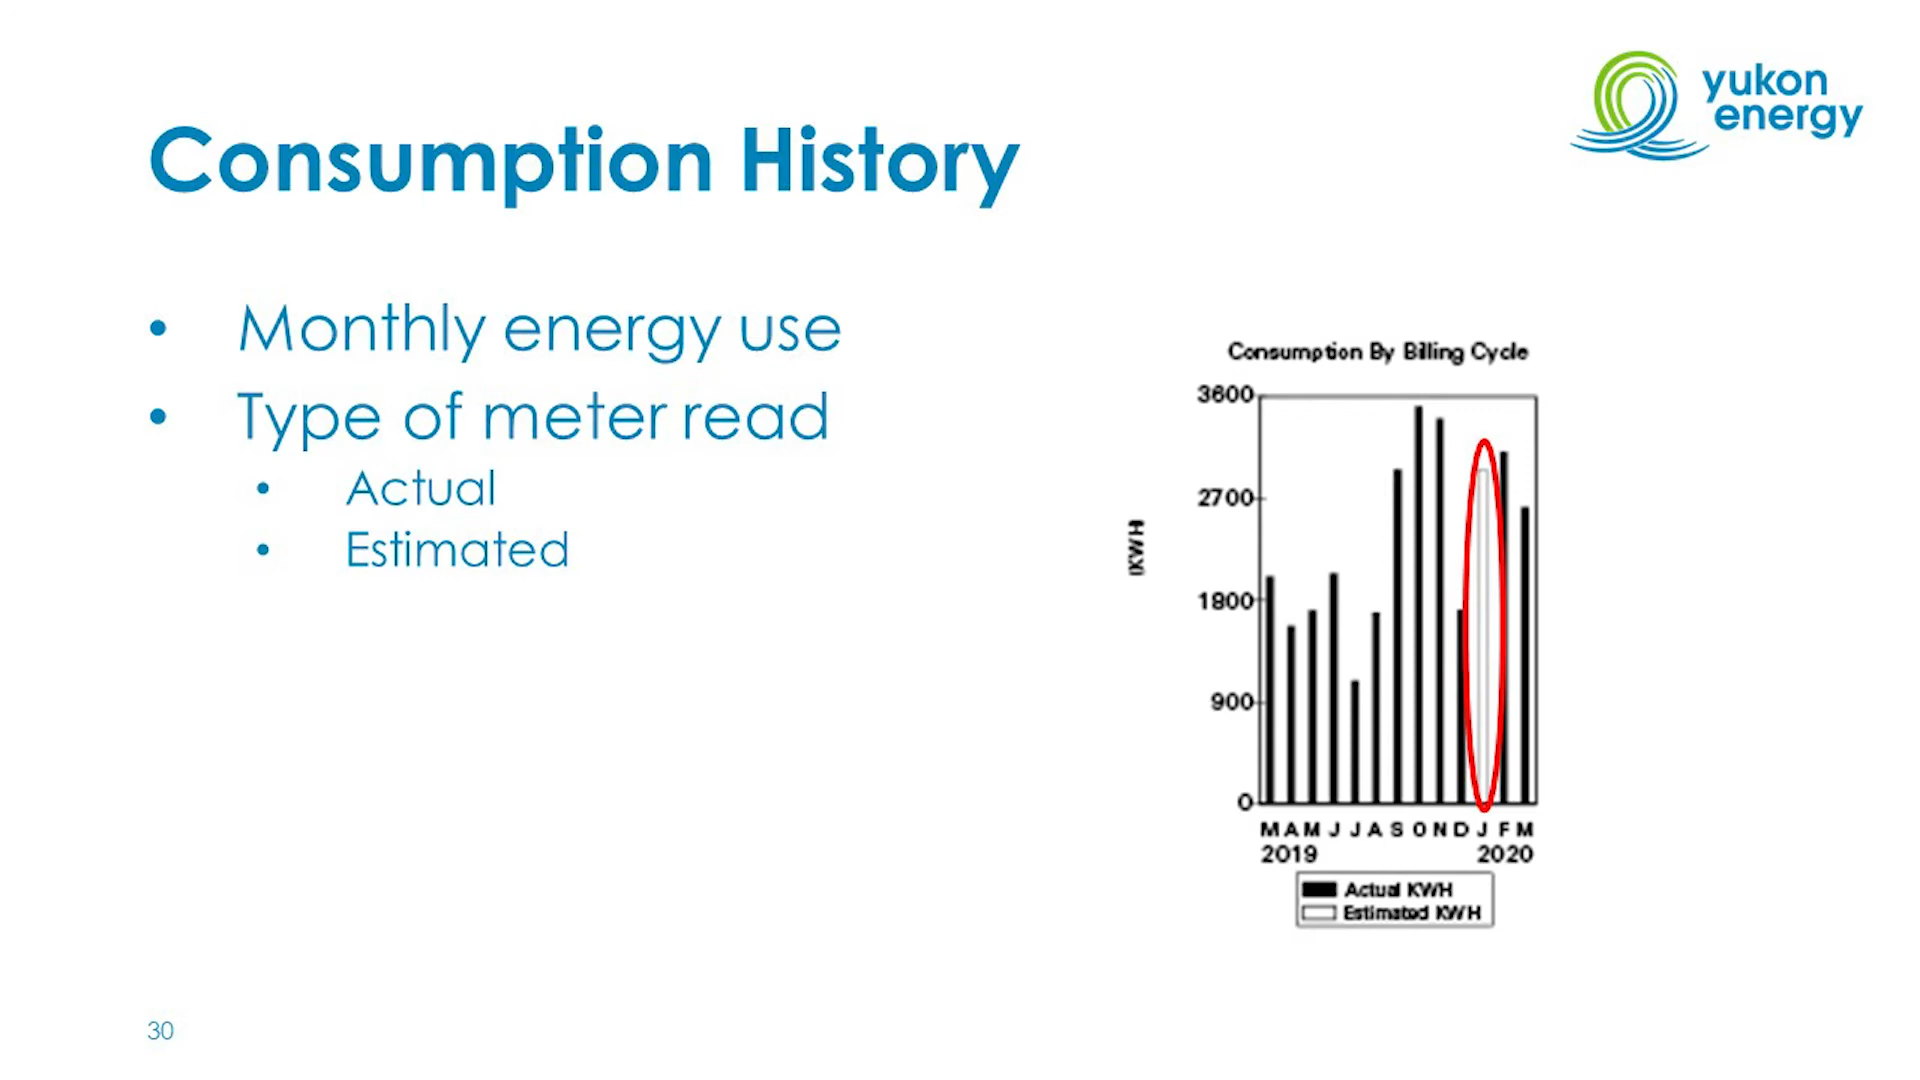 yukon
energy
Consumption History
• Monthly energy use
• Type of meter read
• Actual
• Estimated
Consumption By Billing Cycle
3600
2700
1800
900
0
KWH
M A M J J A S O N D J F M
2019 2020
Actual KWH
Estimated KWH
30